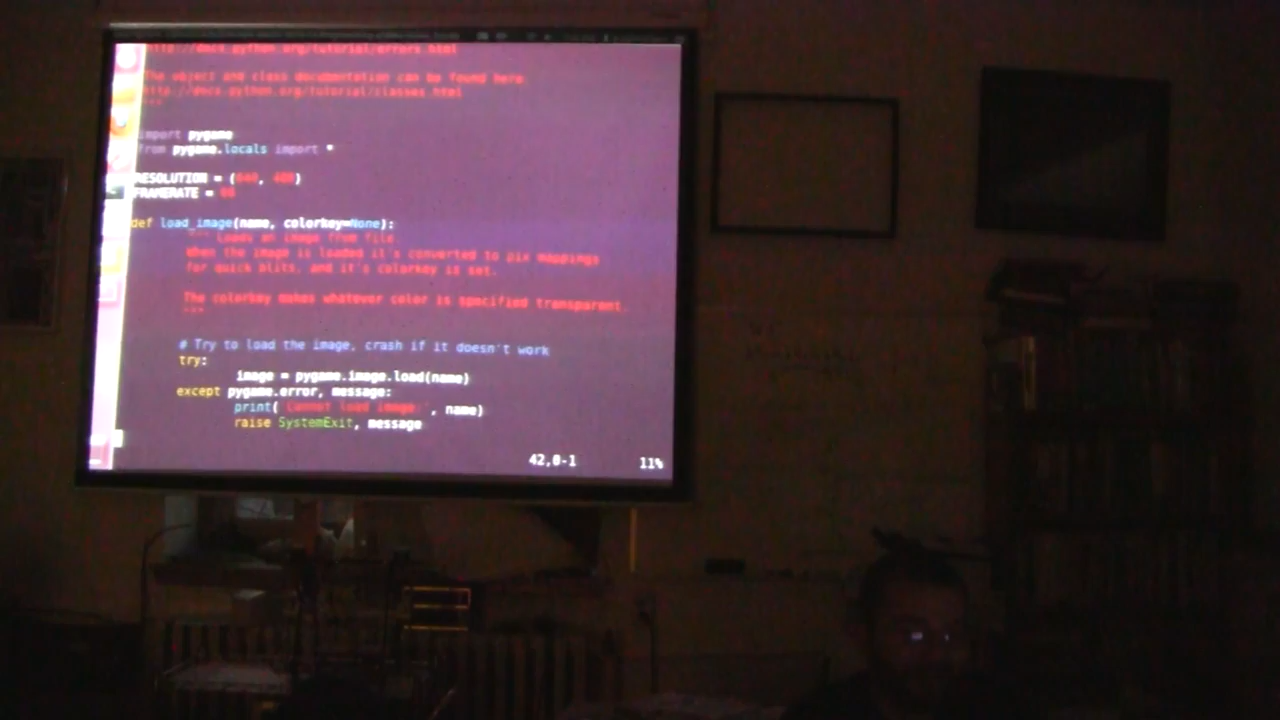 http://docs.python.org/tutorial/errors.html
The object and class documentation can be found here
http://docs.python.org/tutorial/classes.html
"""
import pygame
from pygame.locals import *
RESOLUTION = (640, 480)
FRAMERATE =
def load_image(name, colorkey=None):
""" Loads an image from file.
When the image is loaded it's converted to pix mappings
for quick blits, and it's colorkey is set.
The colorkey makes whatever color is specified transparent.
"""
# Try to load the image, crash if it doesn't work
try:
image = pygame.image.load(name)
except pygame.error, message:
print('Cannot load image:', name)
raise SystemExit, message
42,0-1 11%